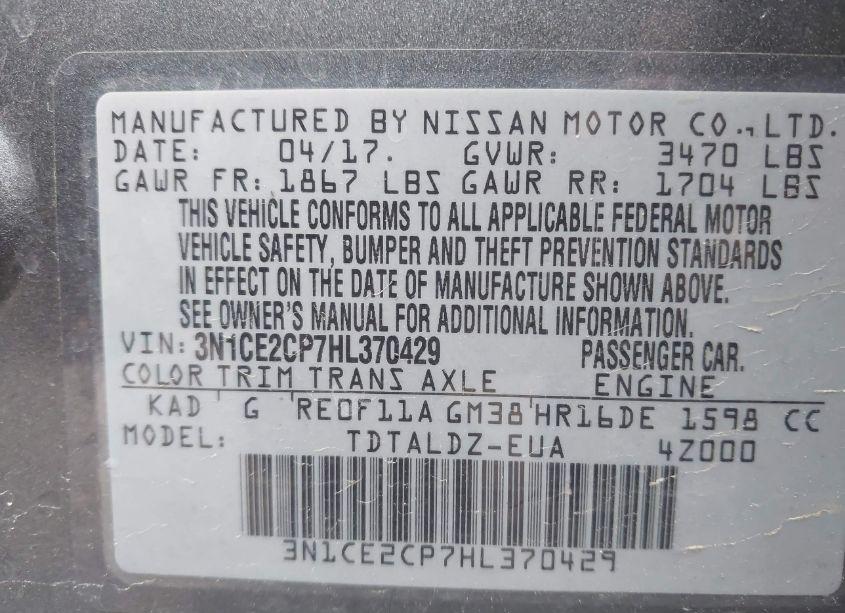 MANUFACTURED BY NISSAN MOTOR CO., LTD.
DATE: 04/17. GVWR: 3470 LBS
GAWR FR: 1867 LBS GAWR RR: 1704 LBS
THIS VEHICLE CONFORMS TO ALL APPLICABLE FEDERAL MOTOR
VEHICLE SAFETY, BUMPER AND THEFT PREVENTION STANDARDS
IN EFFECT ON THE DATE OF MANUFACTURE SHOWN ABOVE.
SEE OWNER'S MANUAL FOR ADDITIONAL INFORMATION.
VIN: 3N1CE2CP7HL370429 PASSENGER CAR.
COLOR TRIM TRANS AXLE ENGINE
KAD G RE0F11A GM38 HR16DE 1598 CC
MODEL: TDTALDZ-EUA 4Z000
3N1CE2CP7HL370429